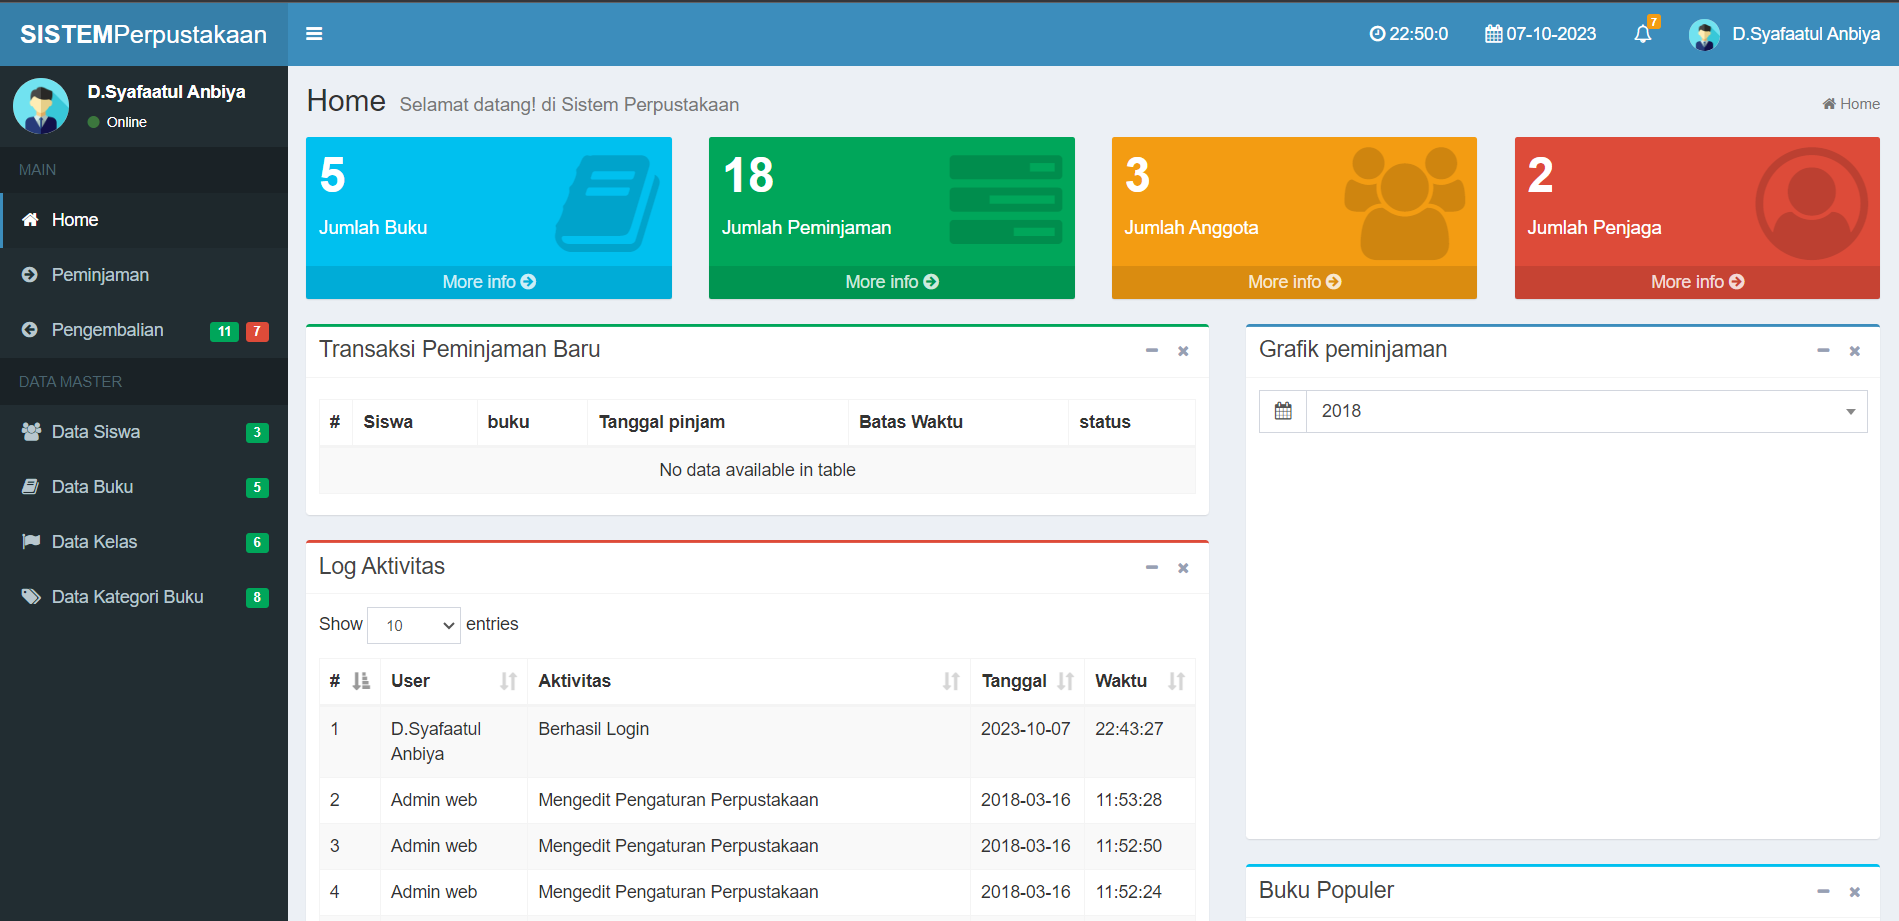 SISTEMPerpustakaan
22:50:0
07-10-2023
7
D.Syafaatul Anbiya
D.Syafaatul Anbiya
Online
MAIN
Home
Peminjaman
Pengembalian 11 7
DATA MASTER
Data Siswa 3
Data Buku 5
Data Kelas 6
Data Kategori Buku 8
Home Selamat datang! di Sistem Perpustakaan
Home
5
Jumlah Buku
More info
18
Jumlah Peminjaman
More info
3
Jumlah Anggota
More info
2
Jumlah Penjaga
More info
Transaksi Peminjaman Baru
# Siswa buku Tanggal pinjam Batas Waktu status
No data available in table
Log Aktivitas
Show 10 entries
# User Aktivitas Tanggal Waktu
1 D.Syafaatul Berhasil Login 2023-10-07 22:43:27
Anbiya
2 Admin web Mengedit Pengaturan Perpustakaan 2018-03-16 11:53:28
3 Admin web Mengedit Pengaturan Perpustakaan 2018-03-16 11:52:50
4 Admin web Mengedit Pengaturan Perpustakaan 2018-03-16 11:52:24
Grafik peminjaman
2018
Buku Populer